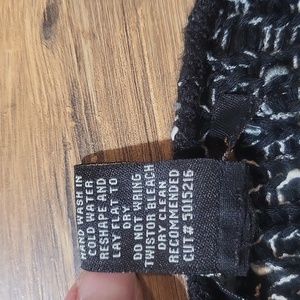 HAND WASH IN
COLD WATER
RESHAPE AND
LAY FLAT TO
DRY
DO NOT WRING
TWISTOR BLEACH
DRY CLEAN
RECOMMENDED
CUT# 5015216